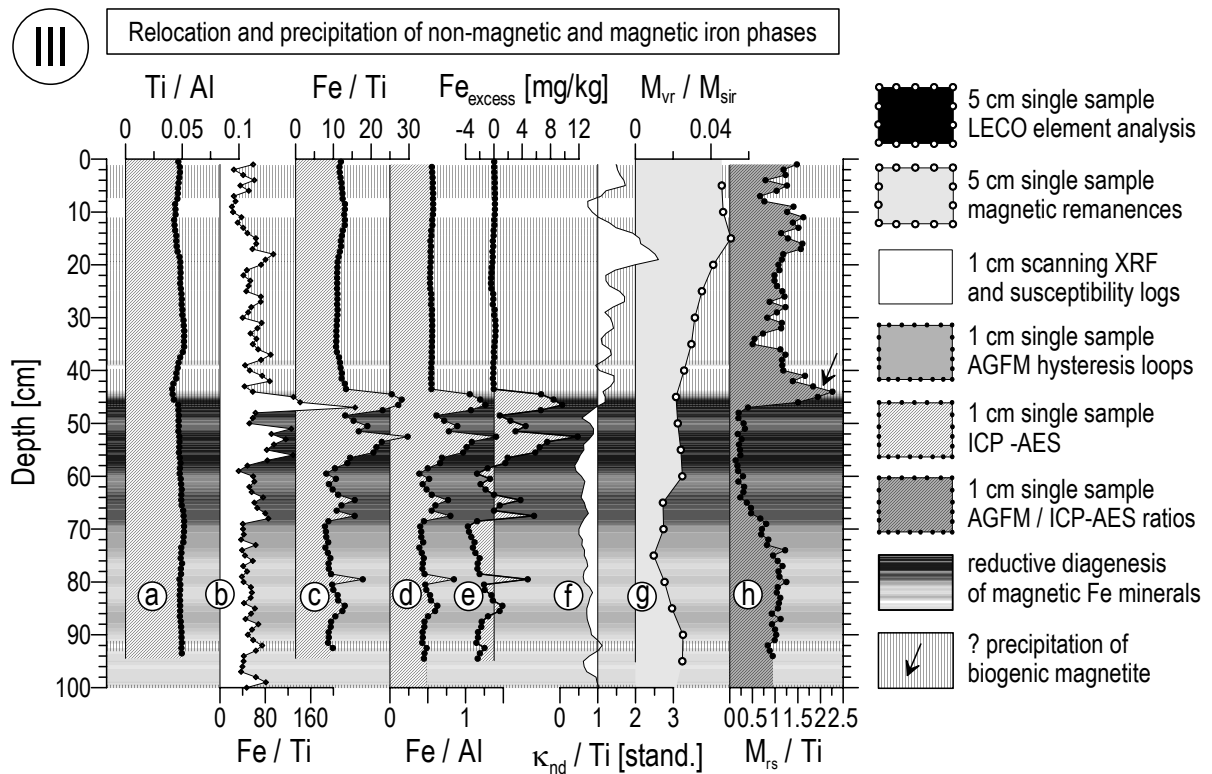 III
Relocation and precipitation of non-magnetic and magnetic iron phases
Ti / Al
Fe / Ti
Fe_excess [mg/kg]
M_vr / M_sir
0 0.05 0.1
0 10 20 30
-4 0 4 8 12
0 0.04
Depth [cm]
0
10
20
30
40
50
60
70
80
90
100
a b c d e f g h
0 80 160
0 1
0 1 2 3
0 0.5 1 1.5 2 2.5
Fe / Ti
Fe / Al
κ_nd / Ti [stand.]
M_rs / Ti
5 cm single sample
LECO element analysis
5 cm single sample
magnetic remanences
1 cm scanning XRF
and susceptibility logs
1 cm single sample
AGFM hysteresis loops
1 cm single sample
ICP -AES
1 cm single sample
AGFM / ICP-AES ratios
reductive diagenesis
of magnetic Fe minerals
? precipitation of
biogenic magnetite